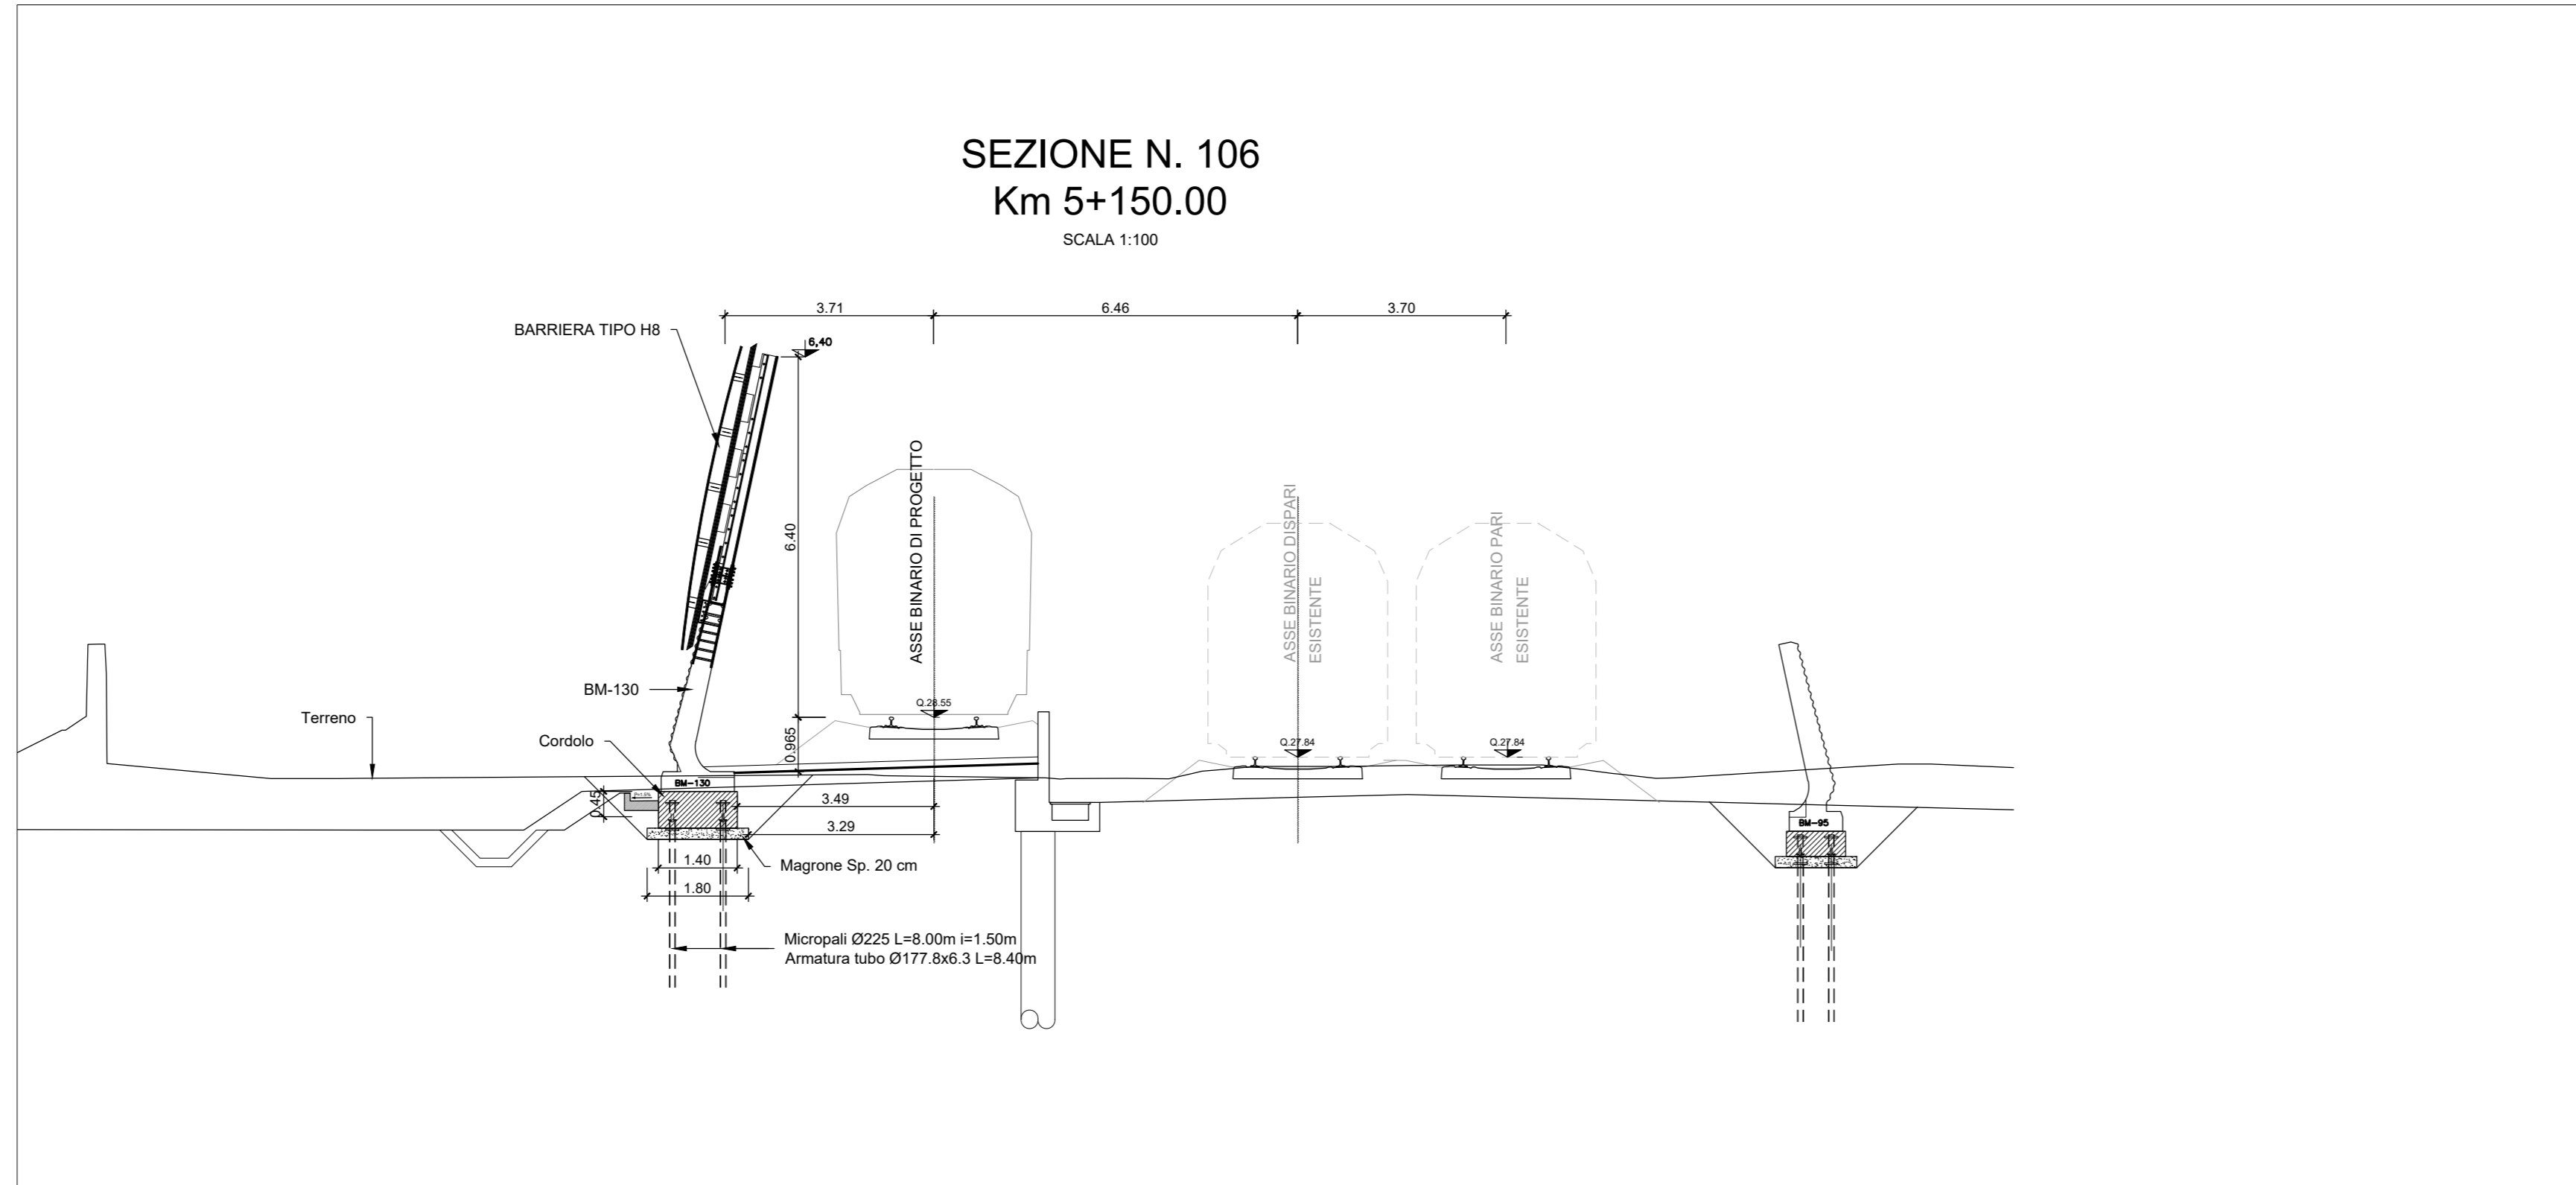 SEZIONE N. 106
Km 5+150.00
SCALA 1:100
3.71
6.46
3.70
BARRIERA TIPO H8
6,40
6.40
ASSE BINARIO DI PROGETTO
ASSE BINARIO DISPARI
ESISTENTE
ASSE BINARIO PARI
ESISTENTE
BM-130
Q.28.55
Terreno
Cordolo
0.965
Q.27.84
Q.27.84
BM-130
0.45
3.49
3.29
BM-95
1.40
Magrone Sp. 20 cm
1.80
Micropali Ø225 L=8.00m i=1.50m
Armatura tubo Ø177.8x6.3 L=8.40m